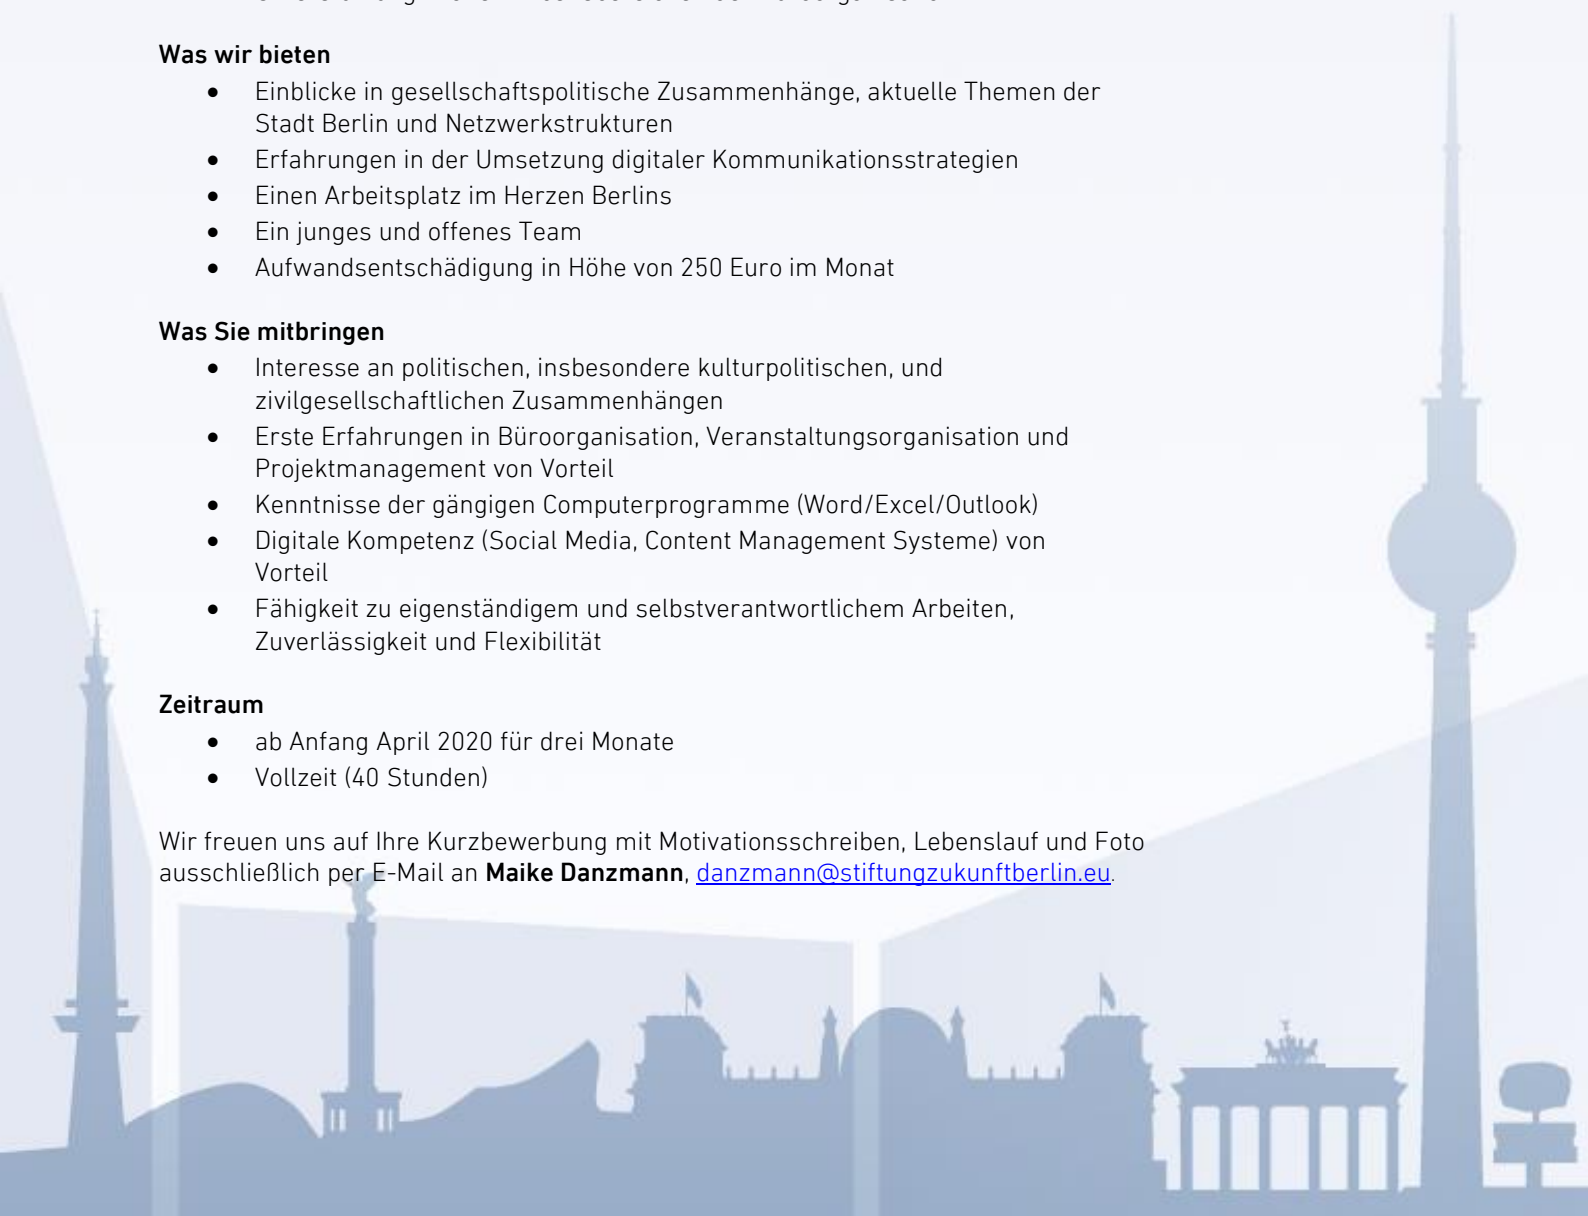 Was wir bieten
• Einblicke in gesellschaftspolitische Zusammenhänge, aktuelle Themen der
Stadt Berlin und Netzwerkstrukturen
• Erfahrungen in der Umsetzung digitaler Kommunikationsstrategien
• Einen Arbeitsplatz im Herzen Berlins
• Ein junges und offenes Team
• Aufwandsentschädigung in Höhe von 250 Euro im Monat
Was Sie mitbringen
• Interesse an politischen, insbesondere kulturpolitischen, und
zivilgesellschaftlichen Zusammenhängen
• Erste Erfahrungen in Büroorganisation, Veranstaltungsorganisation und
Projektmanagement von Vorteil
• Kenntnisse der gängigen Computerprogramme (Word/Excel/Outlook)
• Digitale Kompetenz (Social Media, Content Management Systeme) von
Vorteil
• Fähigkeit zu eigenständigem und selbstverantwortlichem Arbeiten,
Zuverlässigkeit und Flexibilität
Zeitraum
• ab Anfang April 2020 für drei Monate
• Vollzeit (40 Stunden)
Wir freuen uns auf Ihre Kurzbewerbung mit Motivationsschreiben, Lebenslauf und Foto
ausschließlich per E-Mail an Maike Danzmann, danzmann@stiftungzukunftberlin.eu.